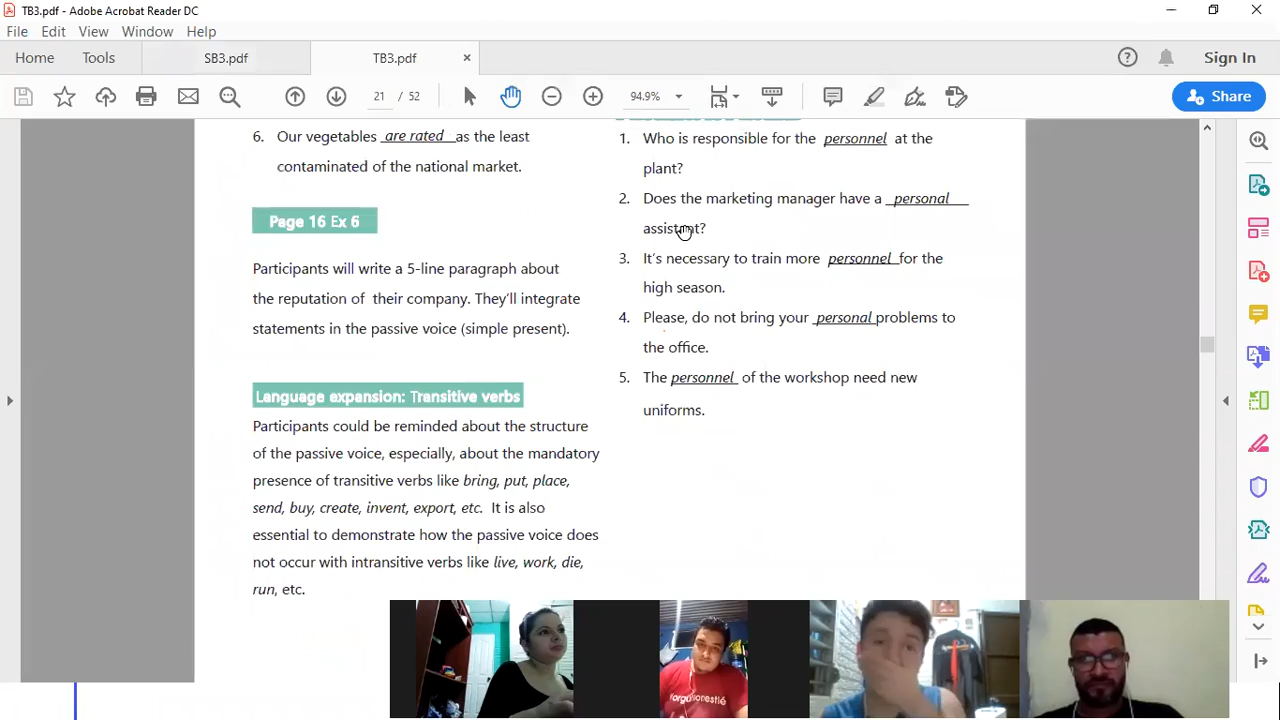 TB3.pdf - Adobe Acrobat Reader DC
File Edit View Window Help
Home Tools SB3.pdf TB3.pdf × Sign In
21 / 52 94.9% Share
6. Our vegetables are rated as the least
contaminated of the national market.
Page 16 Ex 6
Participants will write a 5-line paragraph about
the reputation of their company. They'll integrate
statements in the passive voice (simple present).
Language expansion: Transitive verbs
Participants could be reminded about the structure
of the passive voice, especially, about the mandatory
presence of transitive verbs like bring, put, place,
send, buy, create, invent, export, etc. It is also
essential to demonstrate how the passive voice does
not occur with intransitive verbs like live, work, die,
run, etc.
1. Who is responsible for the personnel at the
plant?
2. Does the marketing manager have a personal
assistant?
3. It's necessary to train more personnel for the
high season.
4. Please, do not bring your personal problems to
the office.
5. The personnel of the workshop need new
uniforms.